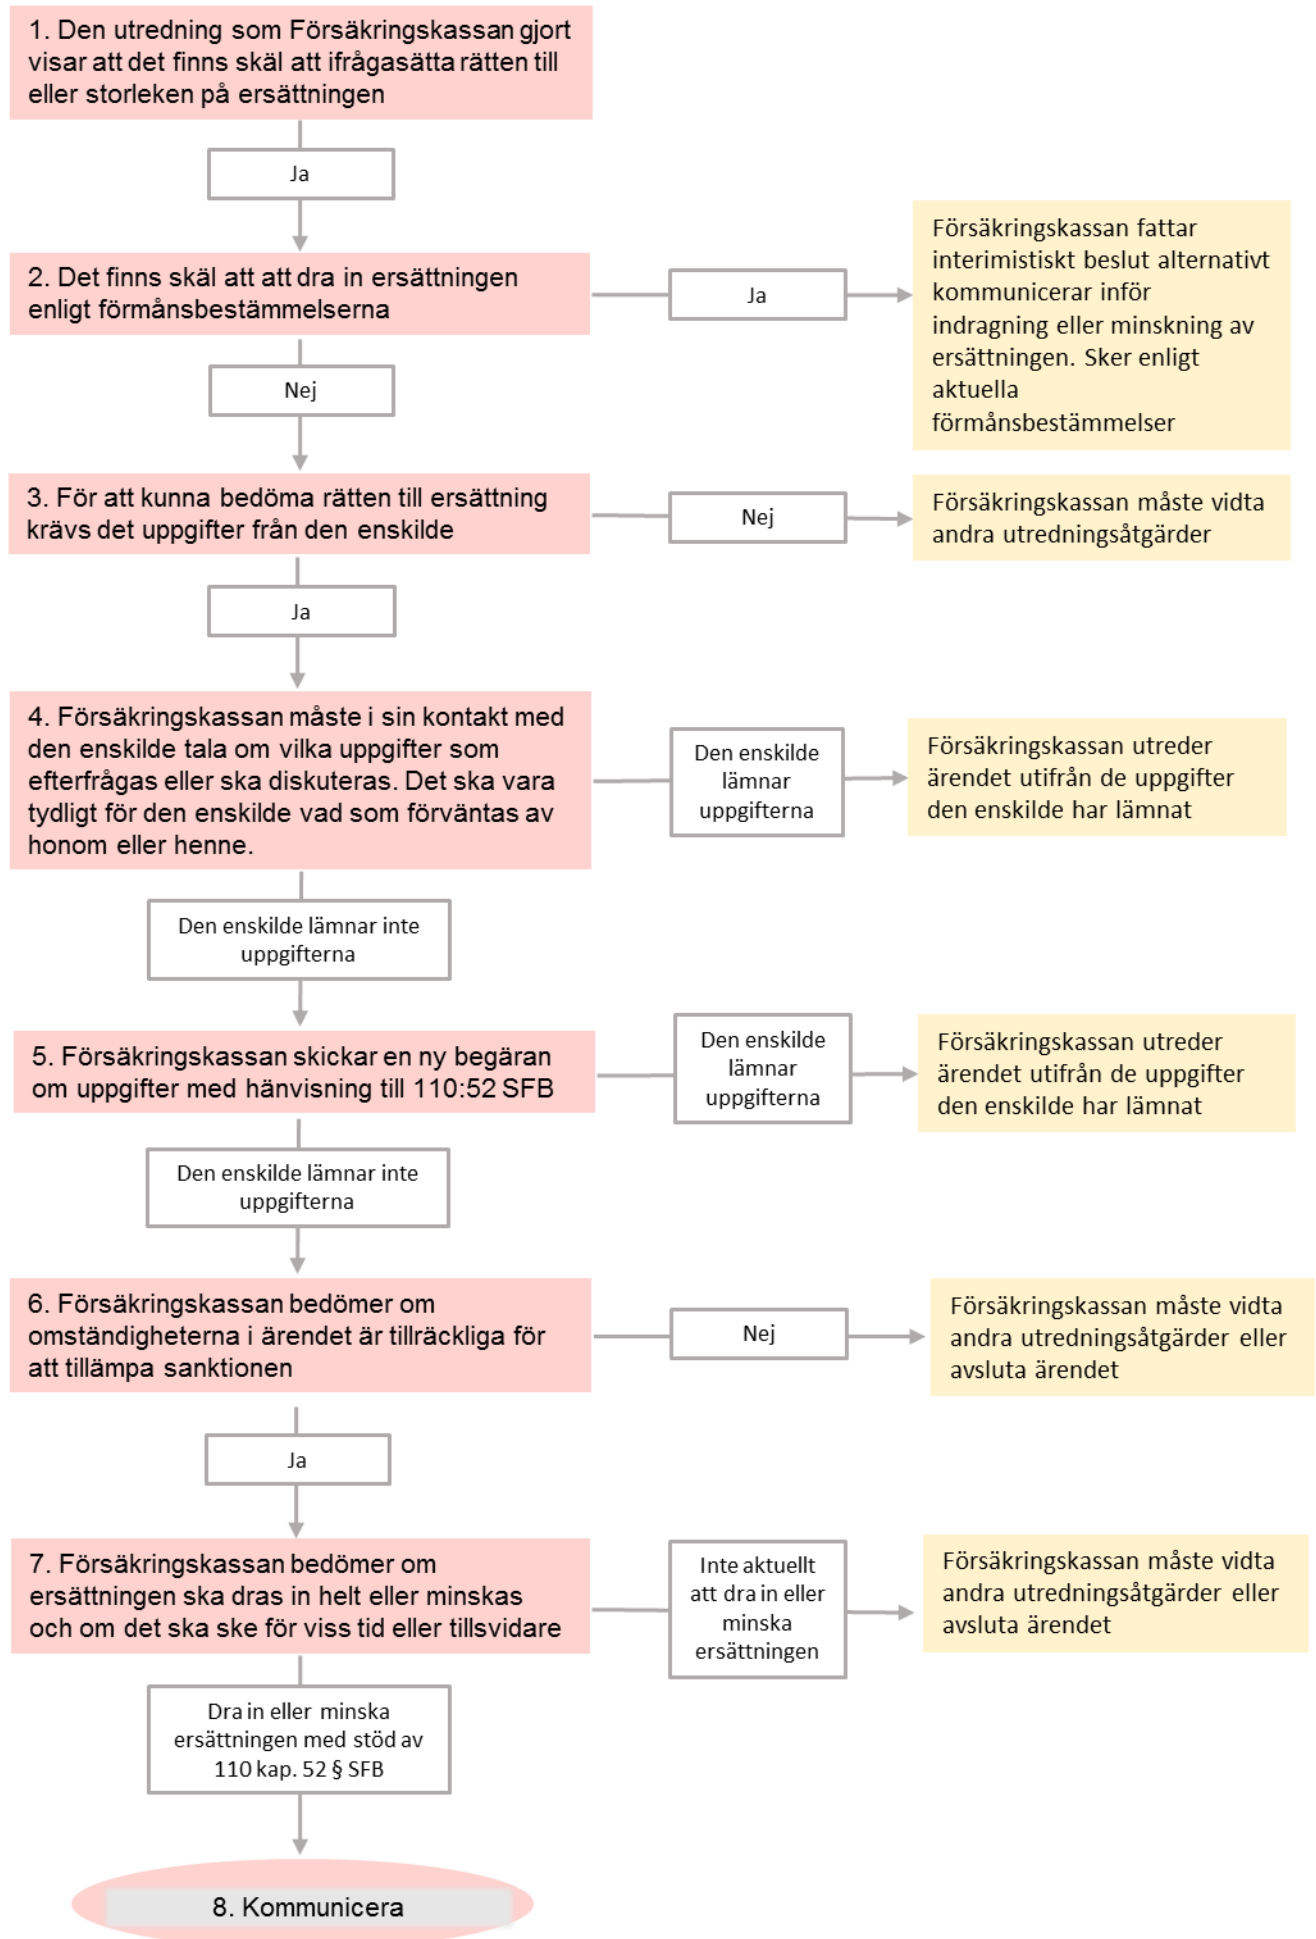 1. Den utredning som Försäkringskassan gjort
visar att det finns skäl att ifrågasätta rätten till
eller storleken på ersättningen
Ja
2. Det finns skäl att att dra in ersättningen
enligt förmånsbestämmelserna
Ja
Försäkringskassan fattar
interimistiskt beslut alternativt
kommunicerar inför
indragning eller minskning av
ersättningen. Sker enligt
aktuella
förmånsbestämmelser
Nej
3. För att kunna bedöma rätten till ersättning
krävs det uppgifter från den enskilde
Nej
Försäkringskassan måste vidta
andra utredningsåtgärder
Ja
4. Försäkringskassan måste i sin kontakt med
den enskilde tala om vilka uppgifter som
efterfrågas eller ska diskuteras. Det ska vara
tydligt för den enskilde vad som förväntas av
honom eller henne.
Den enskilde
lämnar
uppgifterna
Försäkringskassan utreder
ärendet utifrån de uppgifter
den enskilde har lämnat
Den enskilde lämnar inte
uppgifterna
5. Försäkringskassan skickar en ny begäran
om uppgifter med hänvisning till 110:52 SFB
Den enskilde
lämnar
uppgifterna
Försäkringskassan utreder
ärendet utifrån de uppgifter
den enskilde har lämnat
Den enskilde lämnar inte
uppgifterna
6. Försäkringskassan bedömer om
omständigheterna i ärendet är tillräckliga för
att tillämpa sanktionen
Nej
Försäkringskassan måste vidta
andra utredningsåtgärder eller
avsluta ärendet
Ja
7. Försäkringskassan bedömer om
ersättningen ska dras in helt eller minskas
och om det ska ske för viss tid eller tillsvidare
Inte aktuellt
att dra in eller
minska
ersättningen
Försäkringskassan måste vidta
andra utredningsåtgärder eller
avsluta ärendet
Dra in eller minska
ersättningen med stöd av
110 kap. 52 § SFB
8. Kommunicera